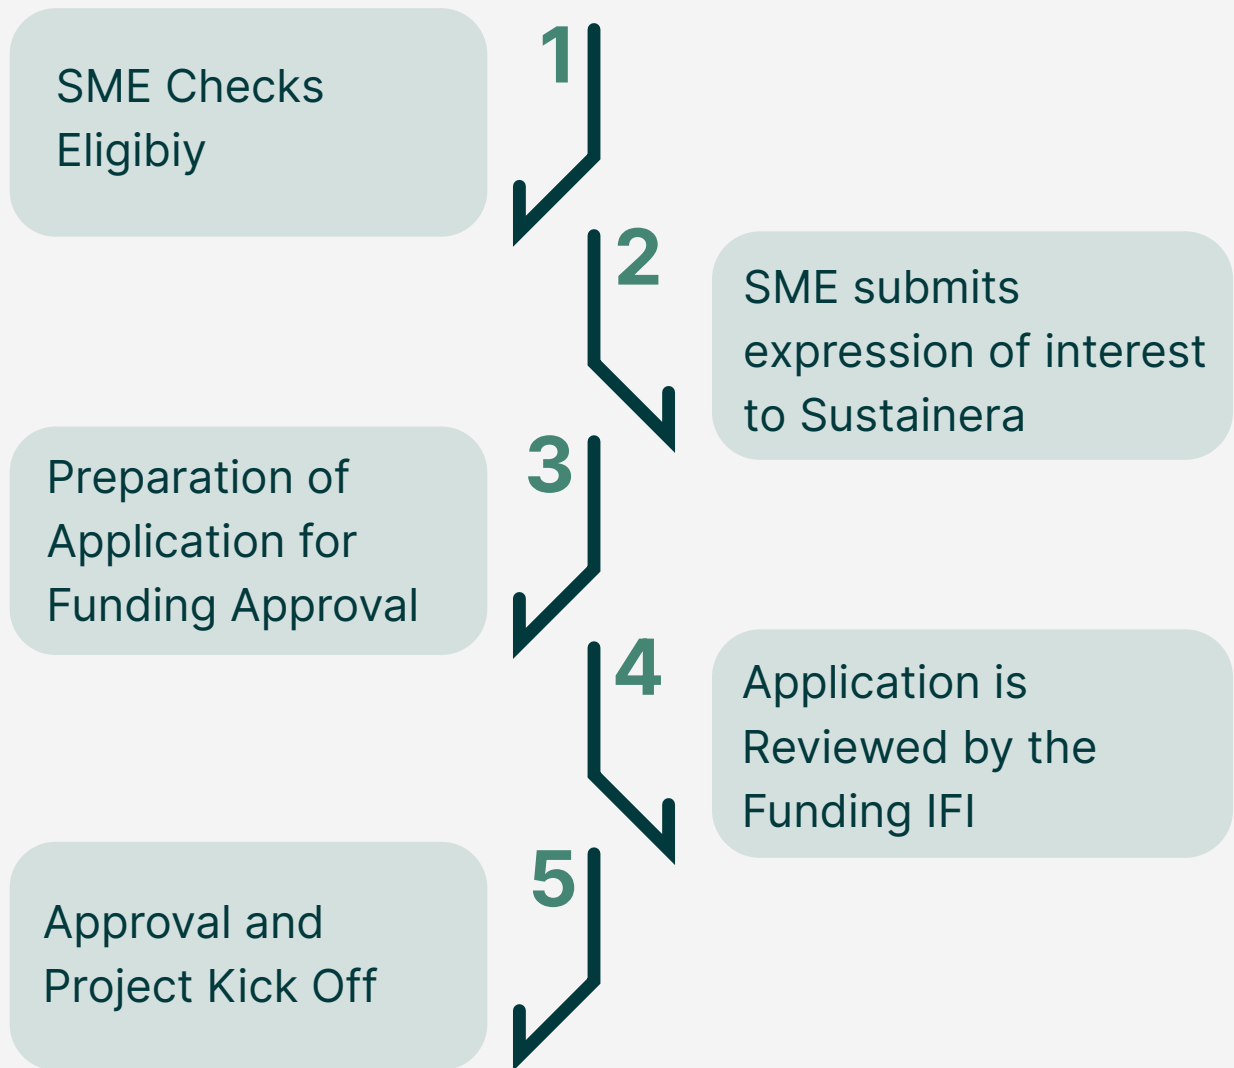 1
SME Checks
Eligibiy
2
SME submits
expression of interest
to Sustainera
3
Preparation of
Application for
Funding Approval
4
Application is
Reviewed by the
Funding IFI
5
Approval and
Project Kick Off